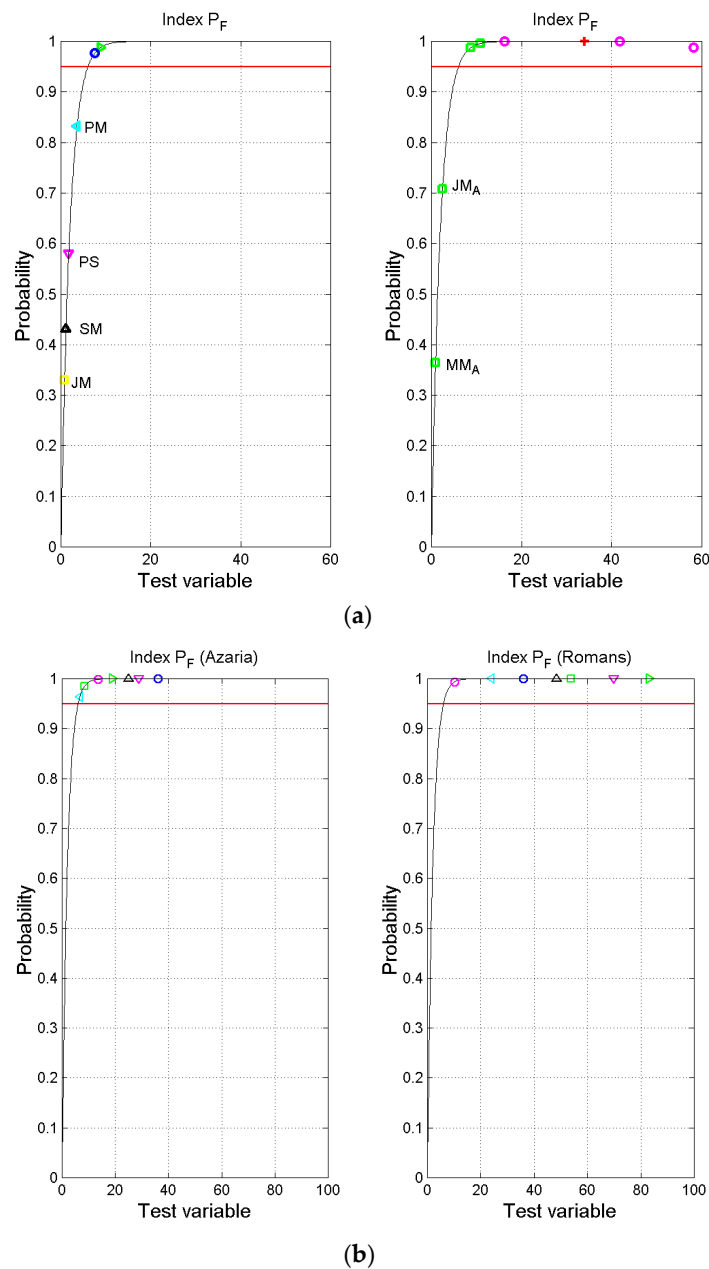 Index P_F
1
0.9
0.8
0.7
0.6
0.5
0.4
0.3
0.2
0.1
0
Probability
PM
PS
SM
JM
0 20 40 60
Test variable
Index P_F
1
0.9
0.8
0.7
0.6
0.5
0.4
0.3
0.2
0.1
0
Probability
JM_A
MM_A
0 20 40 60
Test variable
(a)
Index P_F (Azaria)
1
0.9
0.8
0.7
0.6
0.5
0.4
0.3
0.2
0.1
0
Probability
0 20 40 60 80 100
Test variable
Index P_F (Romans)
1
0.9
0.8
0.7
0.6
0.5
0.4
0.3
0.2
0.1
0
Probability
0 20 40 60 80 100
Test variable
(b)